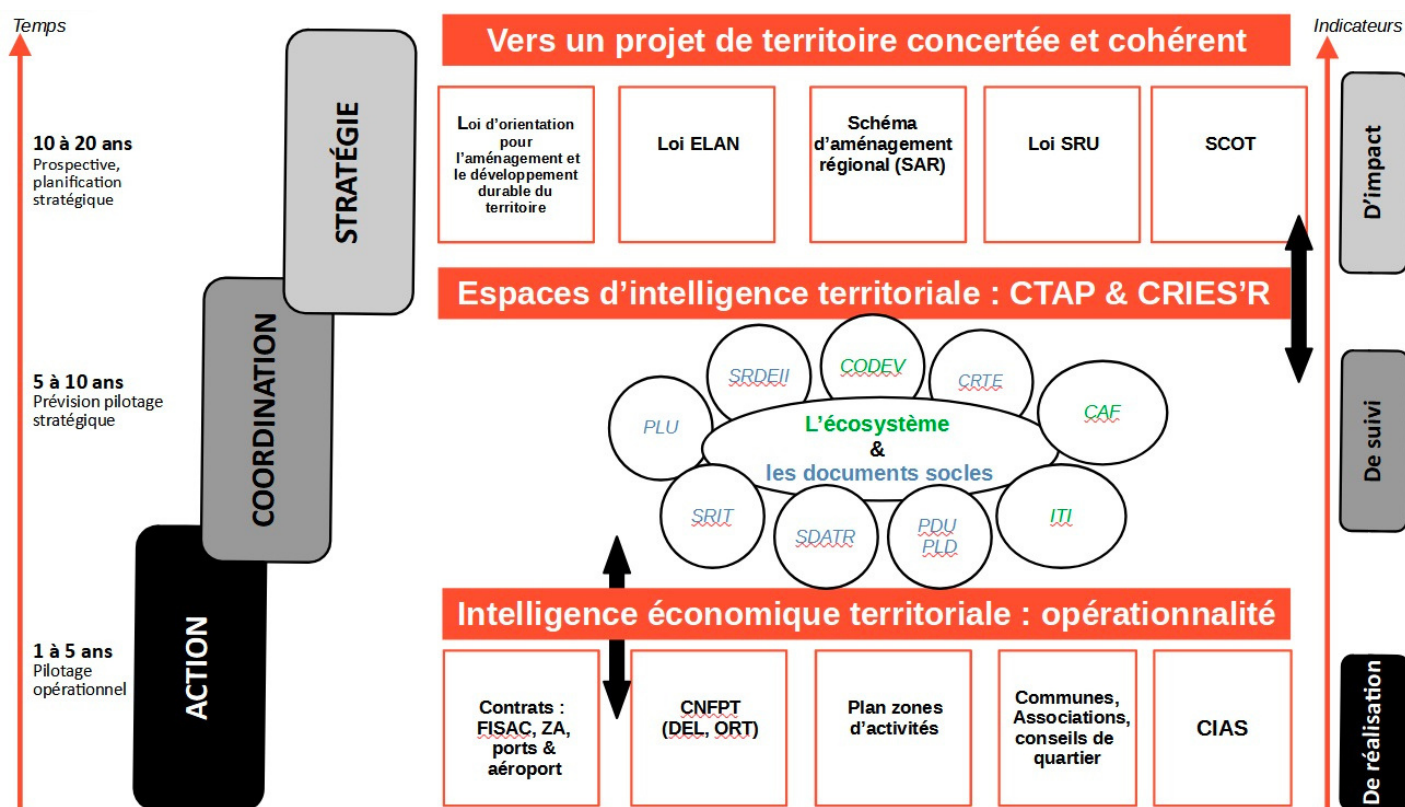 Temps
Vers un projet de territoire concertée et cohérent
Indicateurs
10 à 20 ans
Prospective,
planification
stratégique
STRATÉGIE
Loi d'orientation
pour
l'aménagement et
le développement
durable du
territoire
Loi ELAN
Schéma
d'aménagement
régional (SAR)
Loi SRU
SCOT
D'impact
Espaces d'intelligence territoriale : CTAP & CRIES'R
5 à 10 ans
Prévision pilotage
stratégique
COORDINATION
PLU
SRDEII
CODEV
CRTE
CAF
L'écosystème
&
les documents socles
SRIT
SDATR
PDU
PLD
ITI
De suivi
Intelligence économique territoriale : opérationnalité
1 à 5 ans
Pilotage
opérationnel
ACTION
Contrats :
FISAC, ZA,
ports &
aéroport
CNFPT
(DEL, ORT)
Plan zones
d'activités
Communes,
Associations,
conseils de
quartier
CIAS
De réalisation